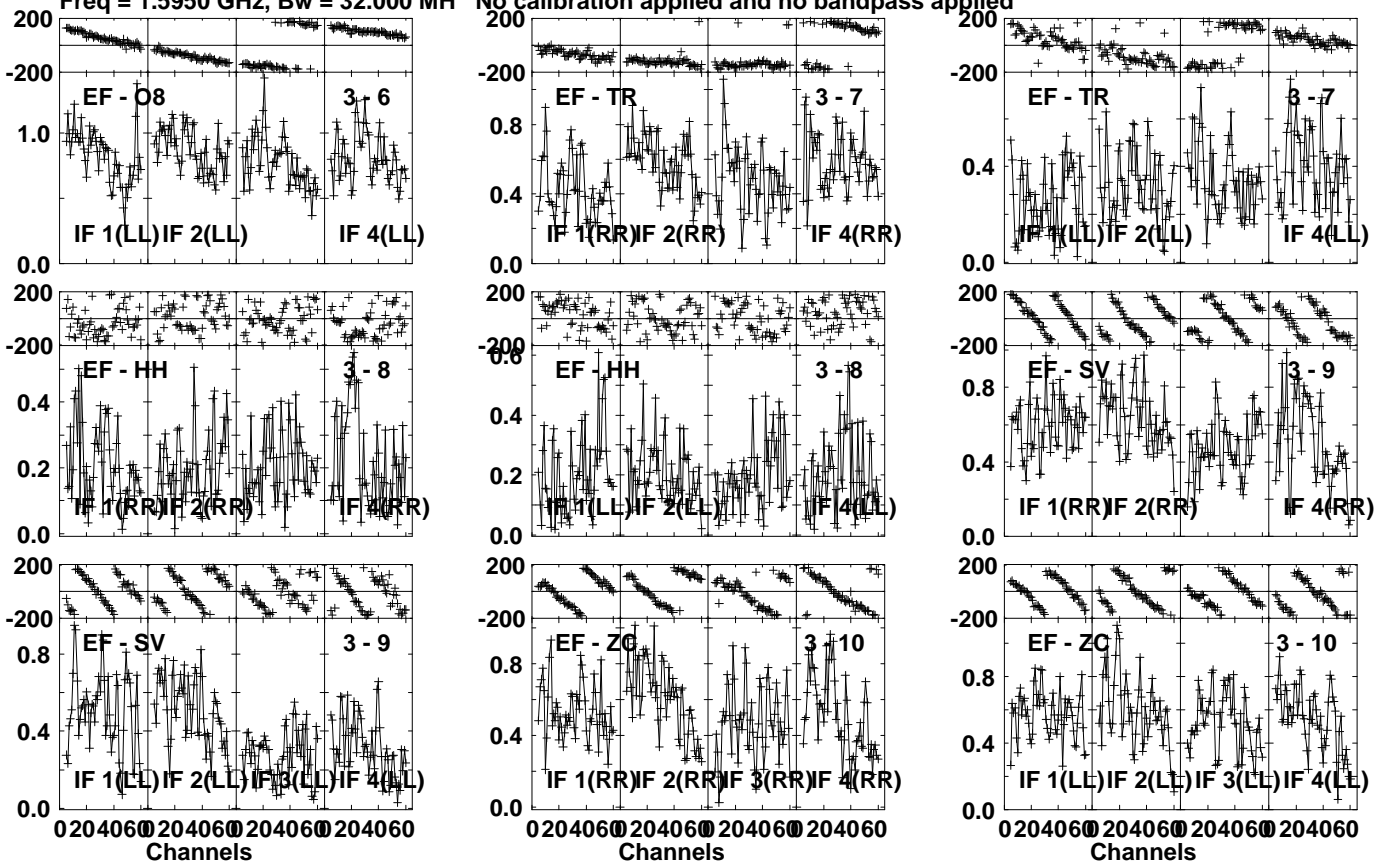 Freq = 1.5950 GHz, Bw = 32.000 MH No calibration applied and no bandpass applied
200 200 200
-200 -200 -200
EF - O8 3 - 6 EF - TR 3 - 7 EF - TR 3 - 7
1.0 0.8
0.4 0.4
IF 1(LL) IF 2(LL) IF 4(LL) IF 1(RR) IF 2(RR) IF 4(RR) IF 1(LL) IF 2(LL) IF 4(LL)
0.0 0.0 0.0
200 200 200
-200 -200 -200
0.6
EF - HH 3 - 8 EF - HH 3 - 8 EF - SV 3 - 9
0.8
0.4 0.4
0.4
0.2 0.2
IF 1(RR) IF 2(RR) IF 4(RR) IF 1(LL) IF 2(LL) IF 4(LL) IF 1(RR) IF 2(RR) IF 4(RR)
0.0 0.0 0.0
200 200 200
-200 -200 -200
EF - SV 3 - 9 EF - ZC 3 - 10 EF - ZC 3 - 10
0.8 0.8 0.8
0.4 0.4 0.4
IF 1(LL) IF 2(LL) IF 3(LL) IF 4(LL) IF 1(RR) IF 2(RR) IF 3(RR) IF 4(RR) IF 1(LL) IF 2(LL) IF 3(LL) IF 4(LL)
0.0 0.0 0.0
0 20 40 60 0 20 40 60 0 20 40 60 0 20 40 60 0 20 40 60 0 20 40 60 0 20 40 60 0 20 40 60 0 20 40 60 0 20 40 60 0 20 40 60 0 20 40 60
Channels Channels Channels